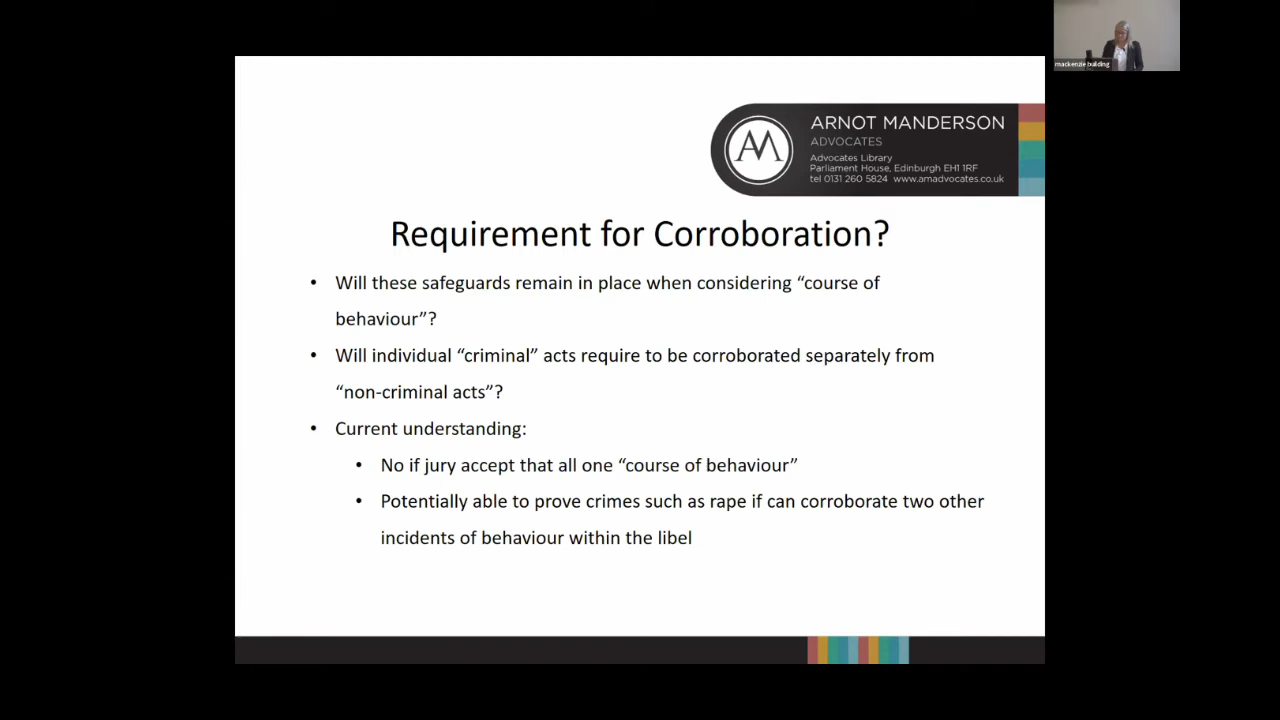 mackenzie building
AM
ARNOT MANDERSON
ADVOCATES
Advocates Library
Parliament House, Edinburgh EH1 1RF
tel 0131 260 5824 www.amadvocates.co.uk
Requirement for Corroboration?
• Will these safeguards remain in place when considering “course of
behaviour”?
• Will individual “criminal” acts require to be corroborated separately from
“non-criminal acts”?
• Current understanding:
• No if jury accept that all one “course of behaviour”
• Potentially able to prove crimes such as rape if can corroborate two other
incidents of behaviour within the libel